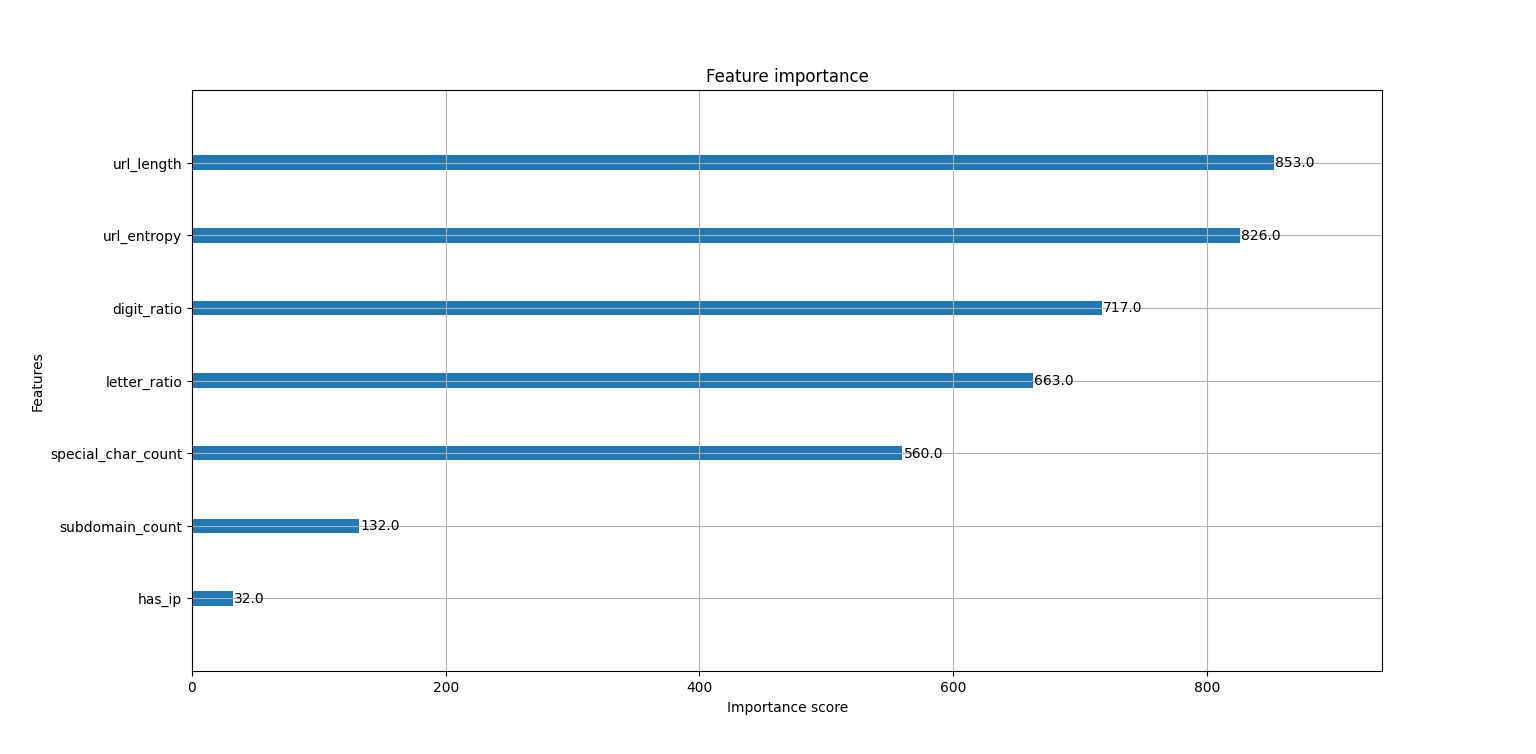 Feature importance
url_length 853.0
url_entropy 826.0
digit_ratio 717.0
letter_ratio 663.0
special_char_count 560.0
subdomain_count 132.0
has_ip 32.0
Features
0 200 400 600 800
Importance score